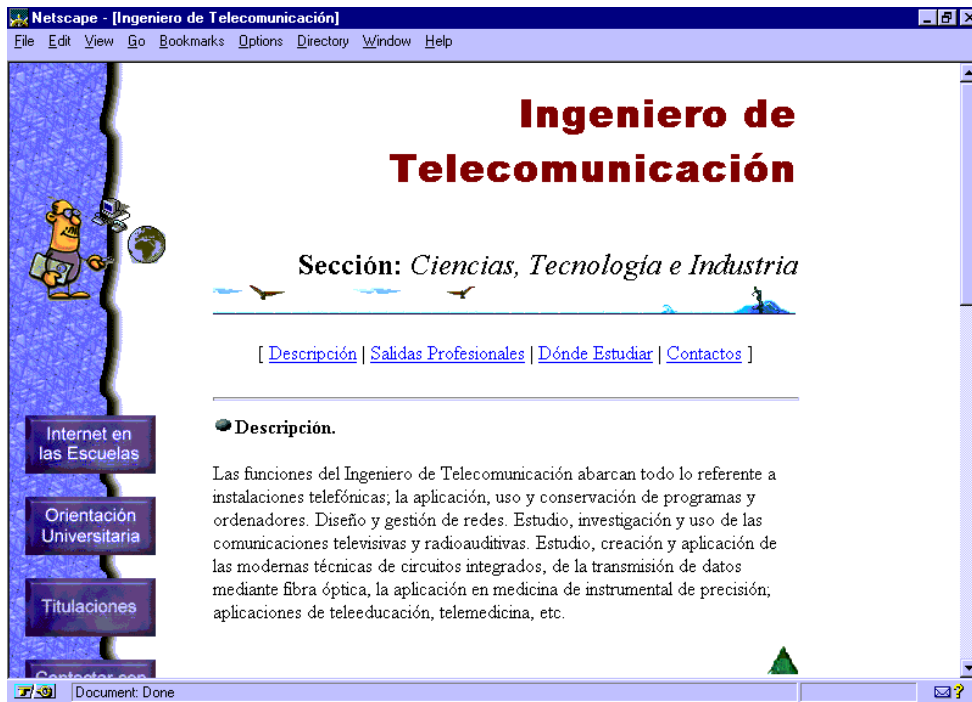 Netscape - [Ingeniero de Telecomunicación]
File Edit View Go Bookmarks Options Directory Window Help
Ingeniero de
Telecomunicación
Sección: Ciencias, Tecnología e Industria
[ Descripción | Salidas Profesionales | Dónde Estudiar | Contactos ]
Internet en
las Escuelas
Orientación
Universitaria
Titulaciones
Contactar con
Descripción.
Las funciones del Ingeniero de Telecomunicación abarcan todo lo referente a
instalaciones telefónicas; la aplicación, uso y conservación de programas y
ordenadores. Diseño y gestión de redes. Estudio, investigación y uso de las
comunicaciones televisivas y radioauditivas. Estudio, creación y aplicación de
las modernas técnicas de circuitos integrados, de la transmisión de datos
mediante fibra óptica, la aplicación en medicina de instrumental de precisión;
aplicaciones de teleeducación, telemedicina, etc.
Document: Done